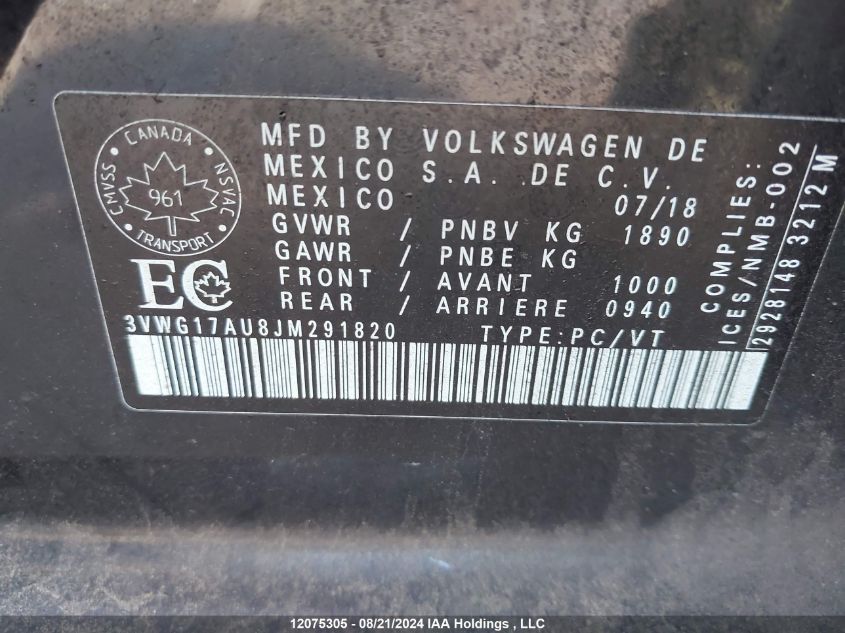 CANADA
CMVSS
NSVAC
961
TRANSPORT
EC
MFD BY VOLKSWAGEN DE
MEXICO S.A. DE C.V.
MEXICO 07/18
GVWR / PNBV KG 1890
GAWR / PNBE KG
FRONT / AVANT 1000
REAR / ARRIERE 0940
3VWG17AU8JM291820 TYPE:PC/VT
COMPLIES:
ICES/NMB-002
2928148 3212 M
12075305 - 08/21/2024 IAA Holdings , LLC